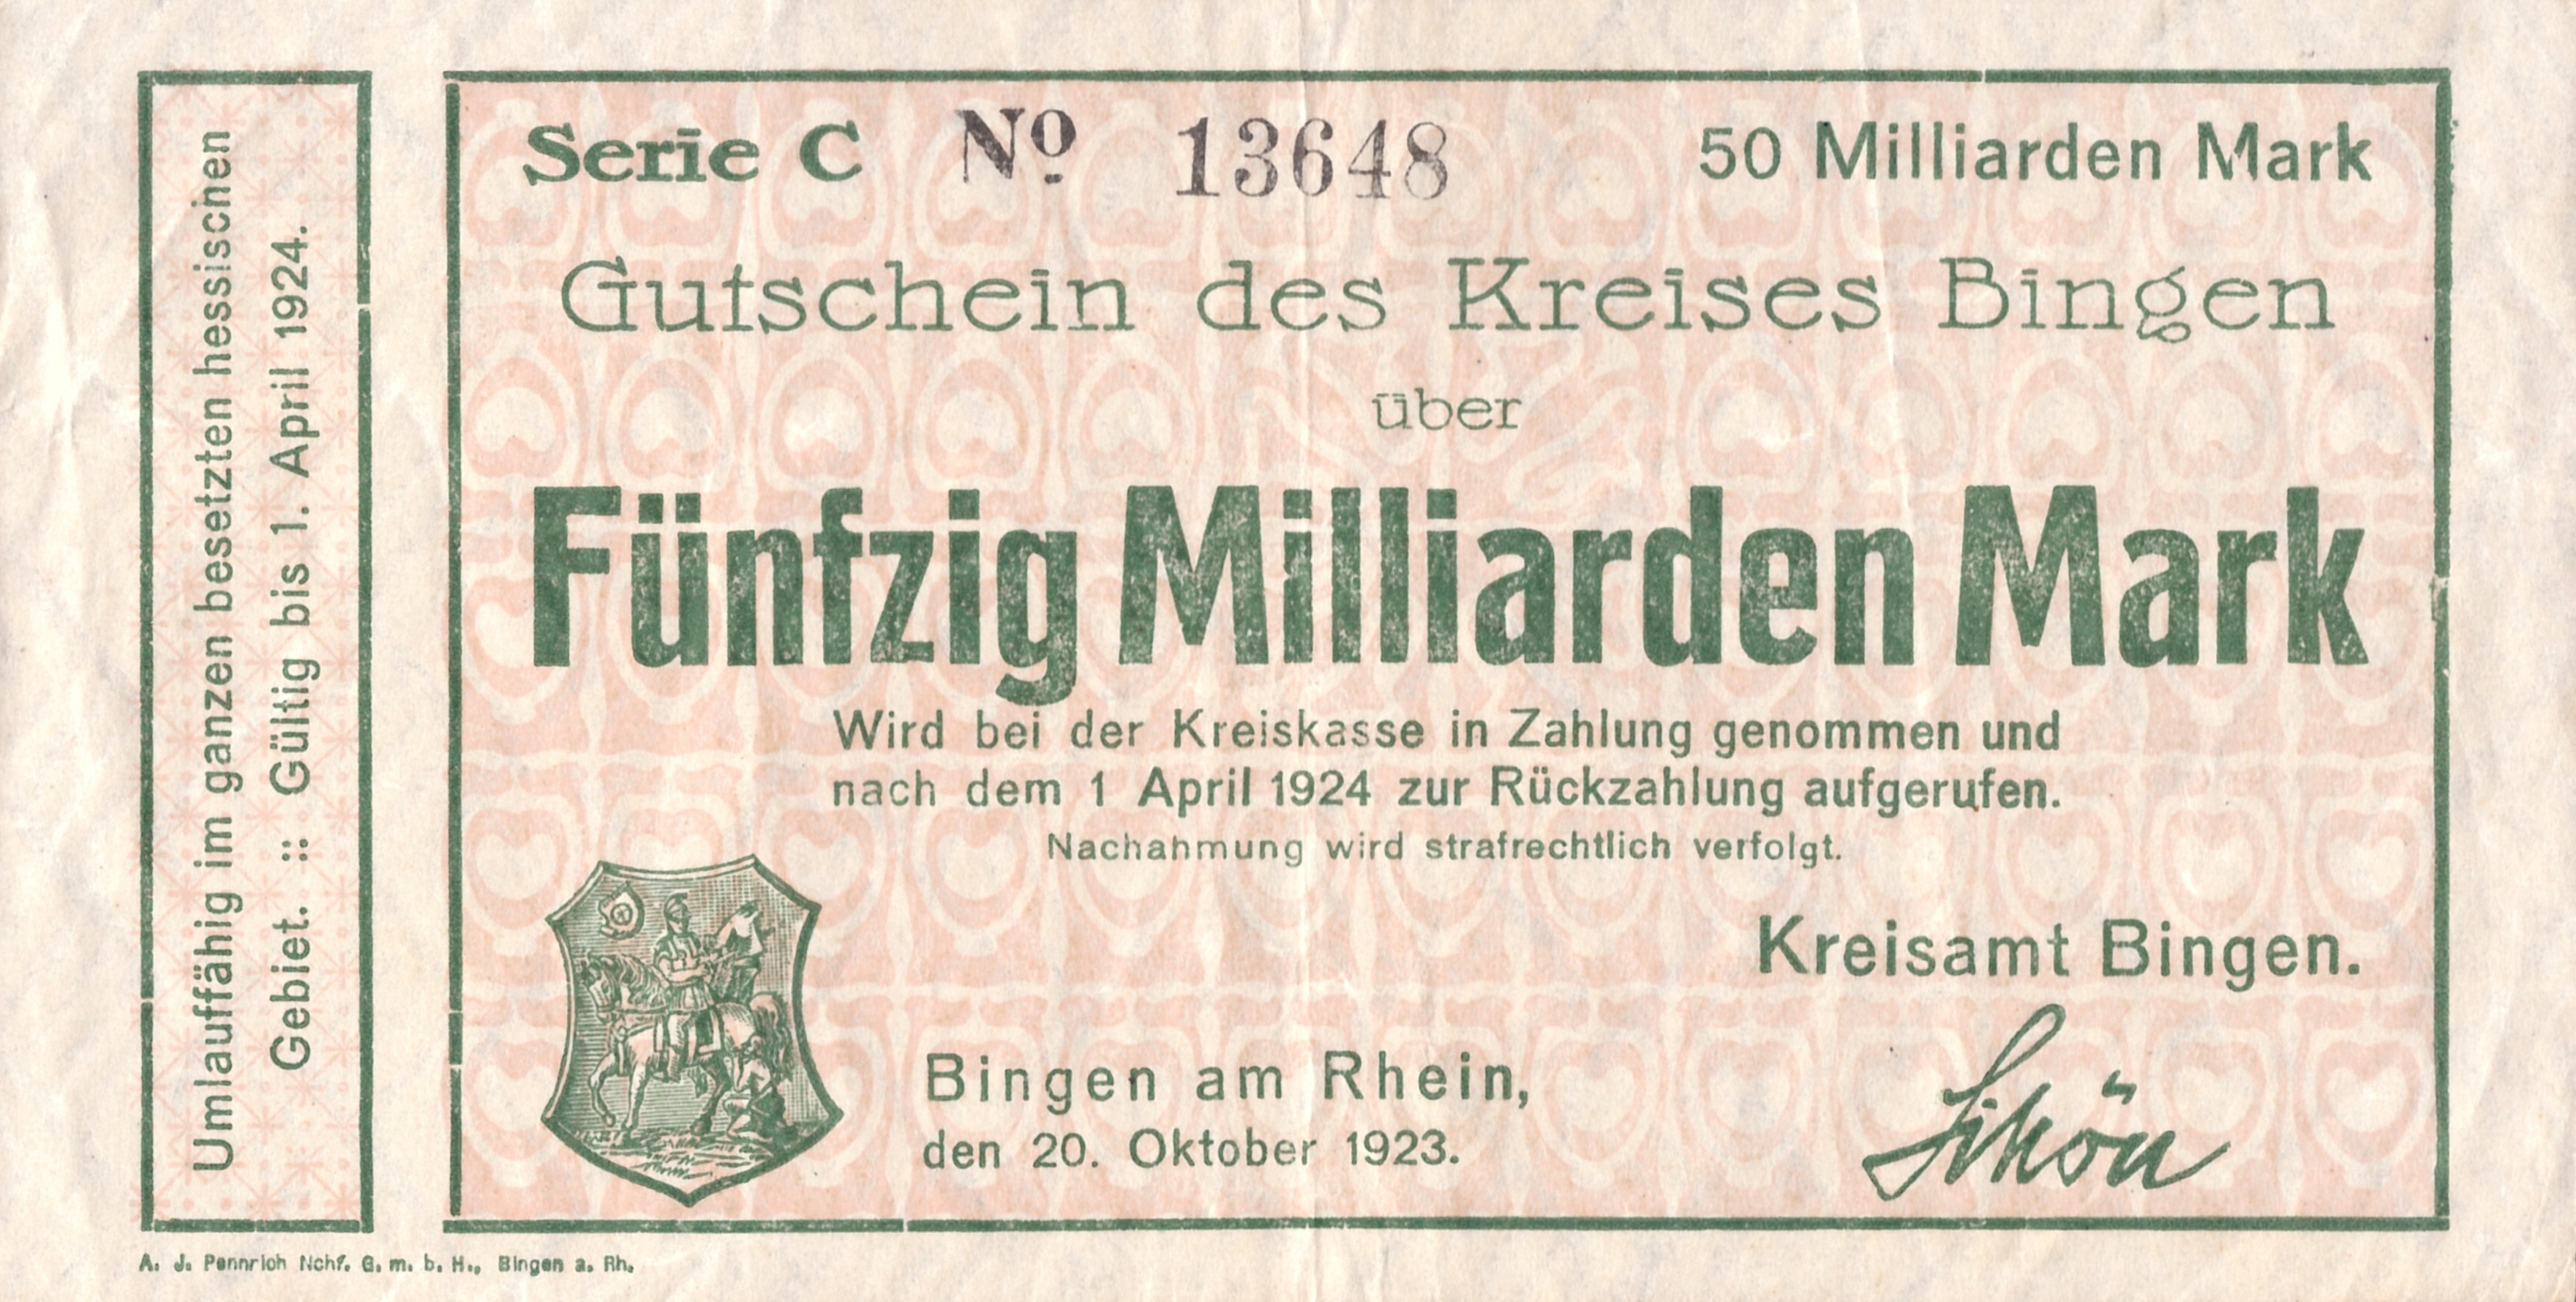 Umlauffähig im ganzen besetzten hessischen
Gebiet. :: Gültig bis 1. April 1924.
Serie C Nº 13648 50 Milliarden Mark
Gutschein des Kreises Bingen
über
Fünfzig Milliarden Mark
Wird bei der Kreiskasse in Zahlung genommen und
nach dem 1 April 1924 zur Rückzahlung aufgerufen.
Nachahmung wird strafrechtlich verfolgt.
Kreisamt Bingen.
Bingen am Rhein,
den 20. Oktober 1923.
Schön
A. J. Pennrich Nchf. G. m. b. H., Bingen a. Rh.